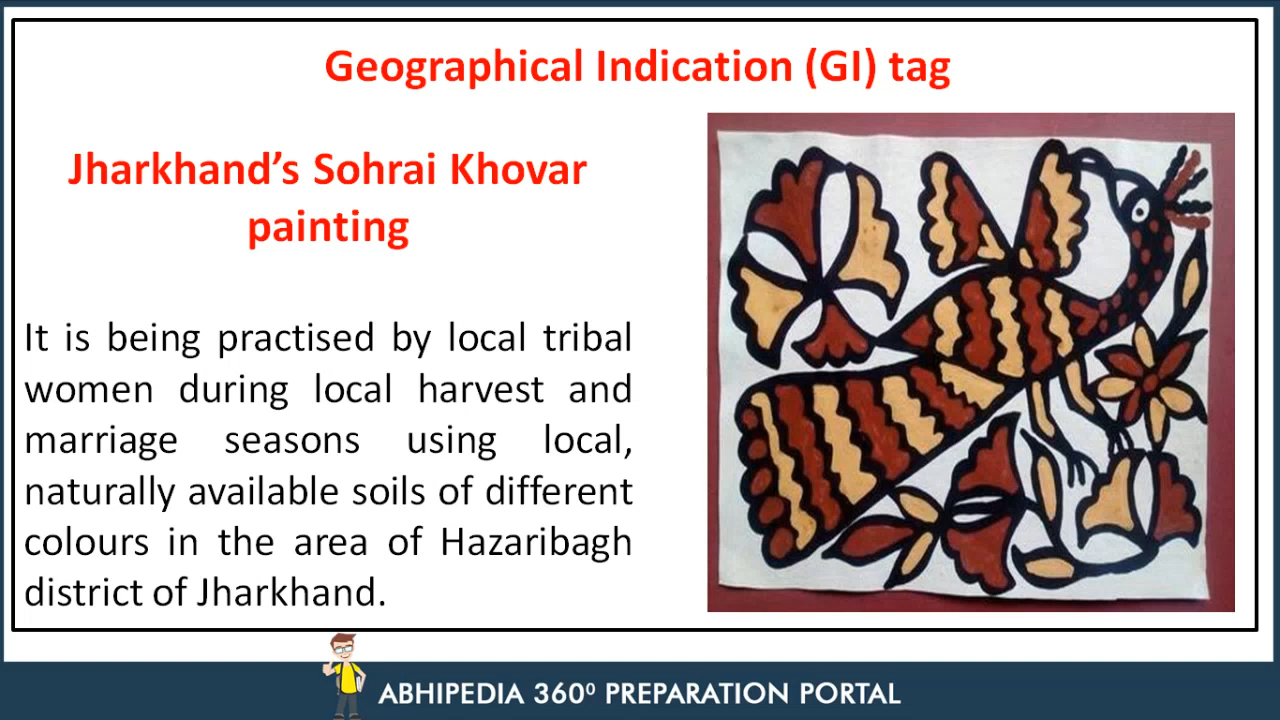 Geographical Indication (GI) tag
Jharkhand’s Sohrai Khovar
painting
It is being practised by local tribal
women during local harvest and
marriage seasons using local,
naturally available soils of different
colours in the area of Hazaribagh
district of Jharkhand.
ABHIPEDIA 360⁰ PREPARATION PORTAL